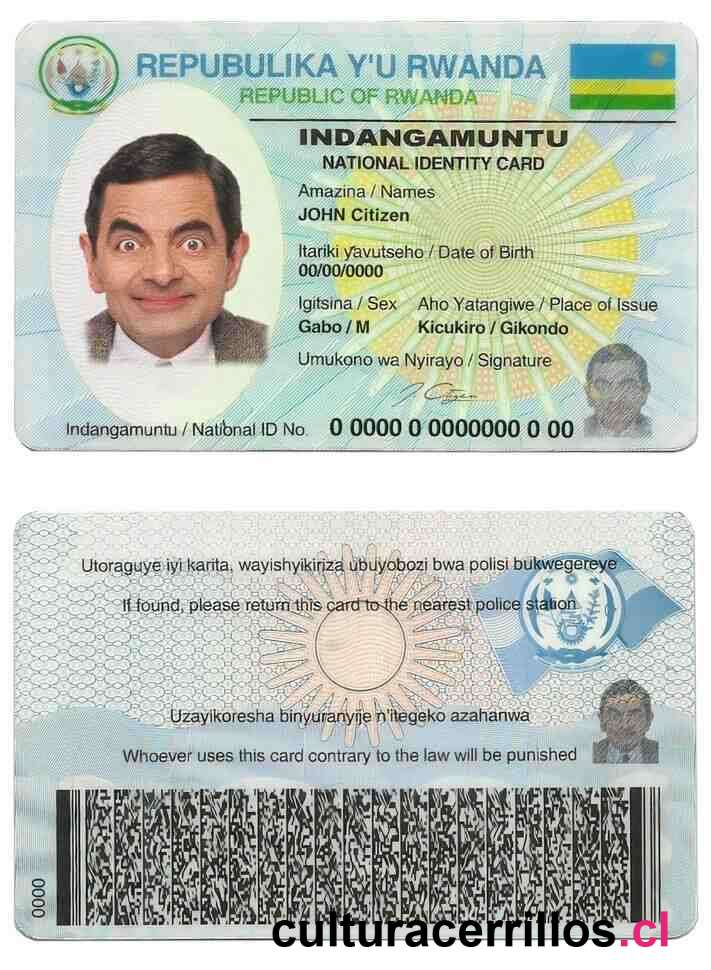 REPUBULIKA Y'U RWANDA
REPUBLIC OF RWANDA
INDANGAMUNTU
NATIONAL IDENTITY CARD
Amazina / Names
JOHN Citizen
Itariki yavutseho / Date of Birth
00/00/0000
Igitsina / Sex Aho Yatangiwe / Place of Issue
Gabo / M Kicukiro / Gikondo
Umukono wa Nyirayo / Signature
J. Citizen
Indangamuntu / National ID No. 0 0000 0 0000000 0 00
Utoraguye iyi karita, wayishyikiriza ubuyobozi bwa polisi bukwegereye
If found, please return this card to the nearest police station
Uzayikoresha binyuranyije n'itegeko azahanwa
Whoever uses this card contrary to the law will be punished
0000
culturacerrillos.cl